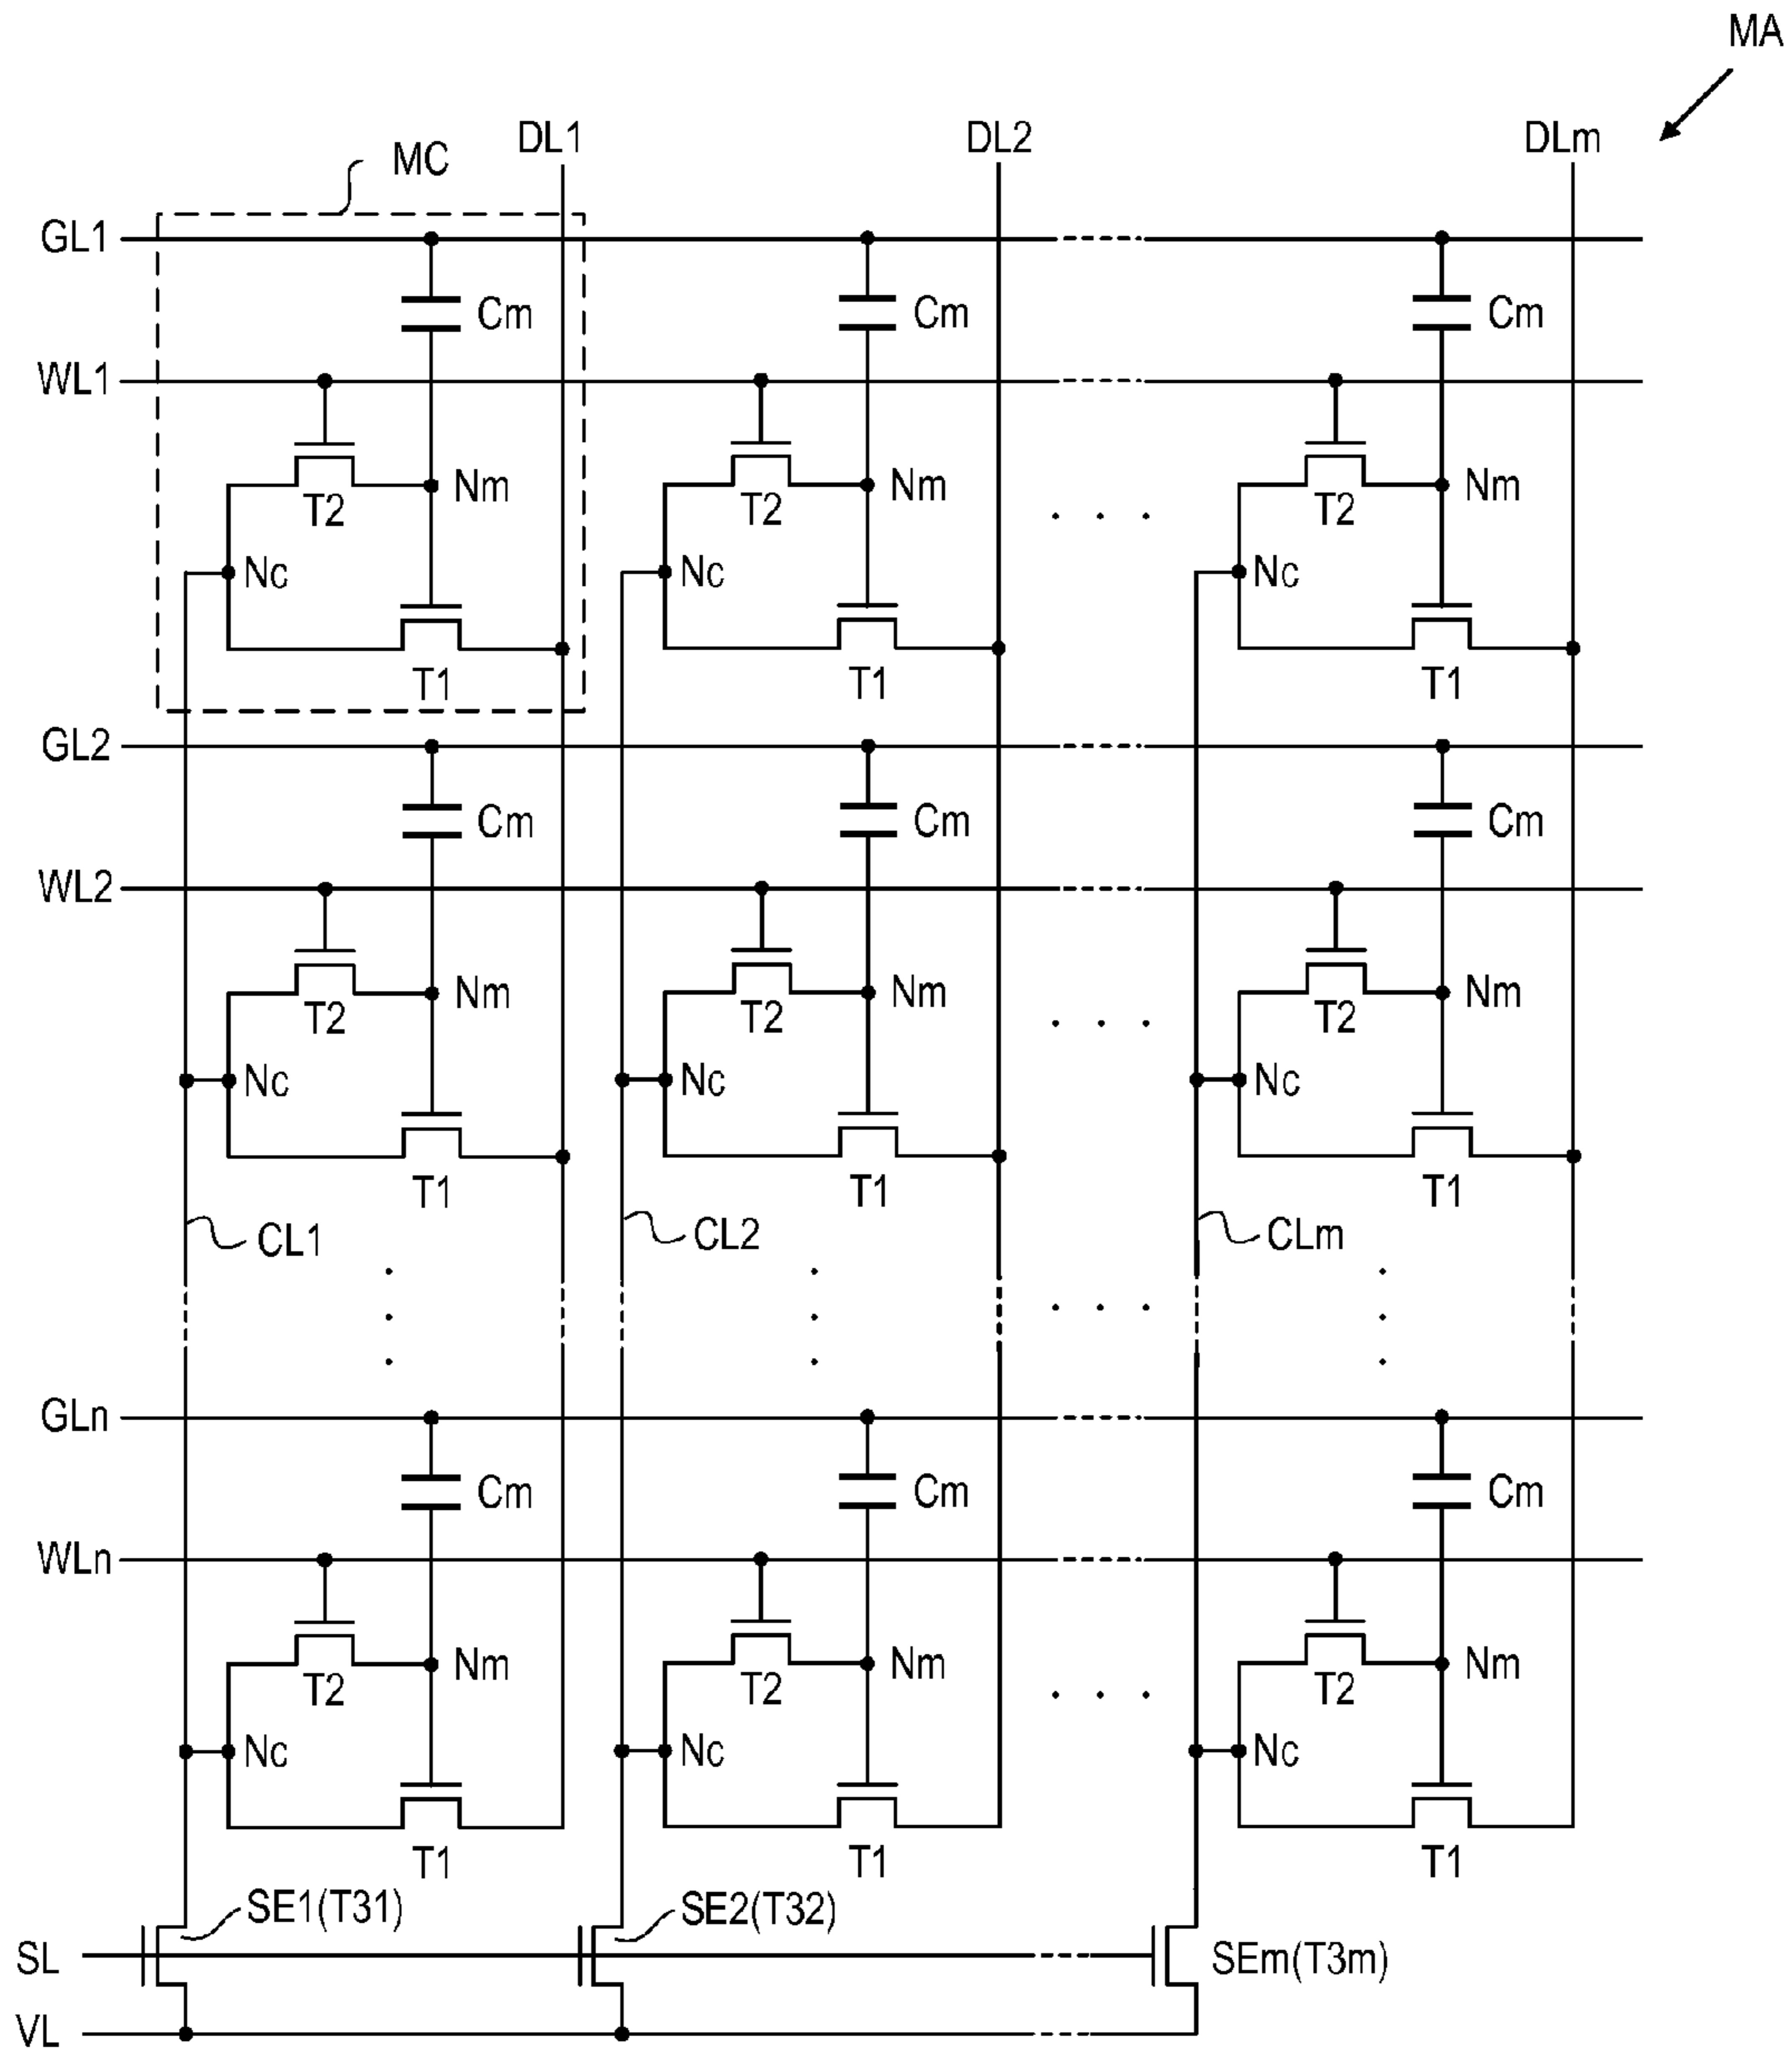 MA
DL1 DL2 DLm
MC
GL1
Cm Cm Cm
WL1
Nm Nm Nm
T2 T2 T2
Nc Nc Nc
T1 T1 T1
GL2
Cm Cm Cm
WL2
Nm Nm Nm
T2 T2 T2
Nc Nc Nc
T1 T1 T1
CL1 CL2 CLm
GLn
Cm Cm Cm
WLn
Nm Nm Nm
T2 T2 T2
Nc Nc Nc
T1 T1 T1
SE1(T31) SE2(T32)
SL SEm(T3m)
VL